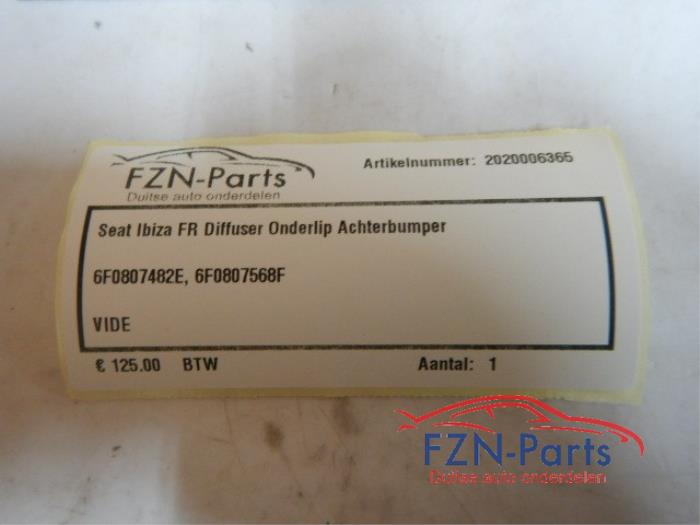 Artikelnummer: 2020006365
FZN-Parts
Duitse auto onderdelen
Seat Ibiza FR Diffuser Onderlip Achterbumper
6F0807482E, 6F0807568F
VIDE
€ 125.00 BTW Aantal: 1
FZN-Parts
Duitse auto onderdelen